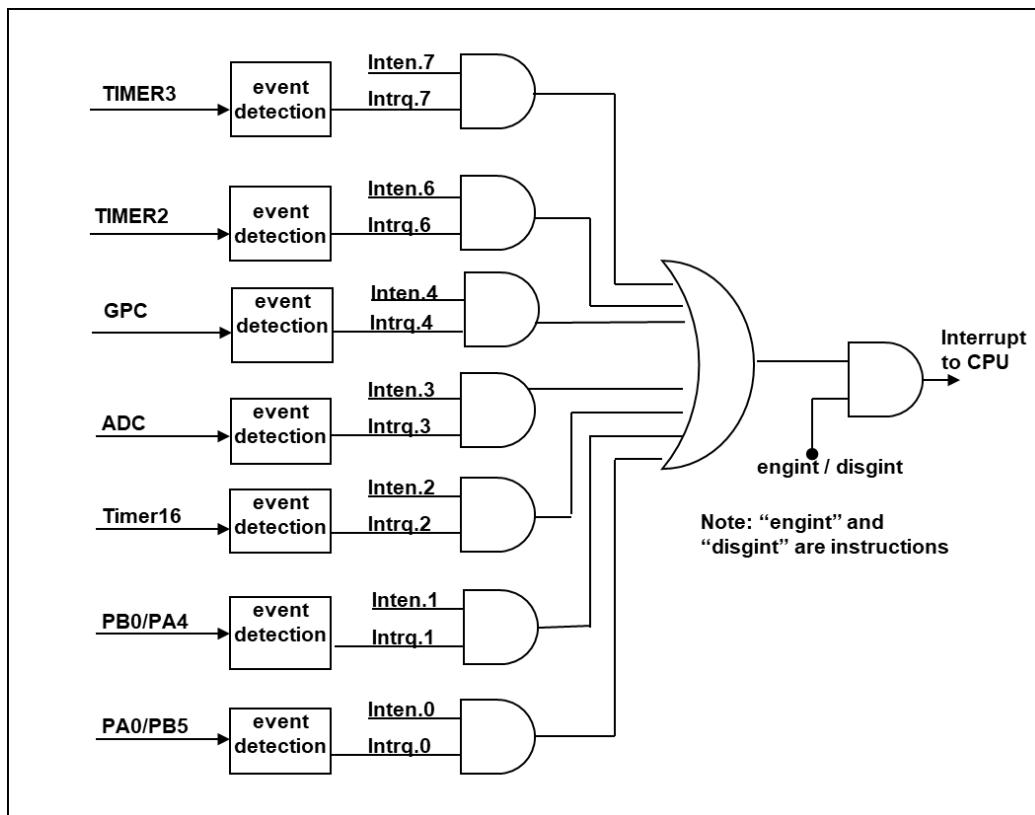 TIMER3
event
detection
Inten.7
Intrq.7
TIMER2
event
detection
Inten.6
Intrq.6
GPC
event
detection
Inten.4
Intrq.4
ADC
event
detection
Inten.3
Intrq.3
Timer16
event
detection
Inten.2
Intrq.2
PB0/PA4
event
detection
Inten.1
Intrq.1
PA0/PB5
event
detection
Inten.0
Intrq.0
Interrupt
to CPU
engint / disgint
Note: “engint” and
“disgint” are instructions